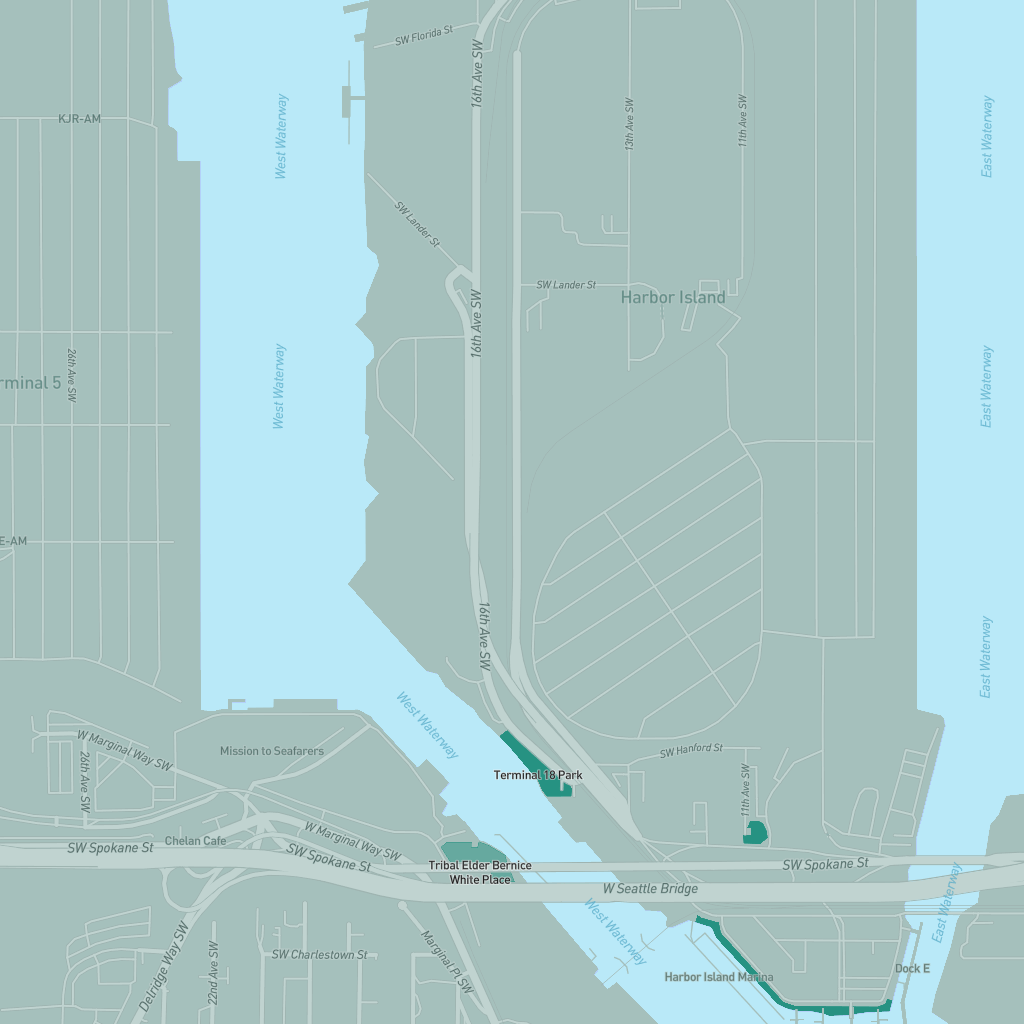 SW Florida St
16th Ave SW
West Waterway
East Waterway
13th Ave SW
11th Ave SW
KJR-AM
SW Lander St
SW Lander St
Harbor Island
16th Ave SW
26th Ave SW
rminal 5
West Waterway
East Waterway
E-AM
16th Ave SW
East Waterway
West Waterway
W Marginal Way SW
Mission to Seafarers
SW Hanford St
26th Ave SW
Terminal 18 Park
11th Ave SW
SW Spokane St
Chelan Cafe
W Marginal Way SW
SW Spokane St
Tribal Elder Bernice
White Place
SW Spokane St
W Seattle Bridge
East Waterway
West Waterway
Delridge Way SW
22nd Ave SW
SW Charlestown St
Marginal Pl SW
Harbor Island Marina
Dock E